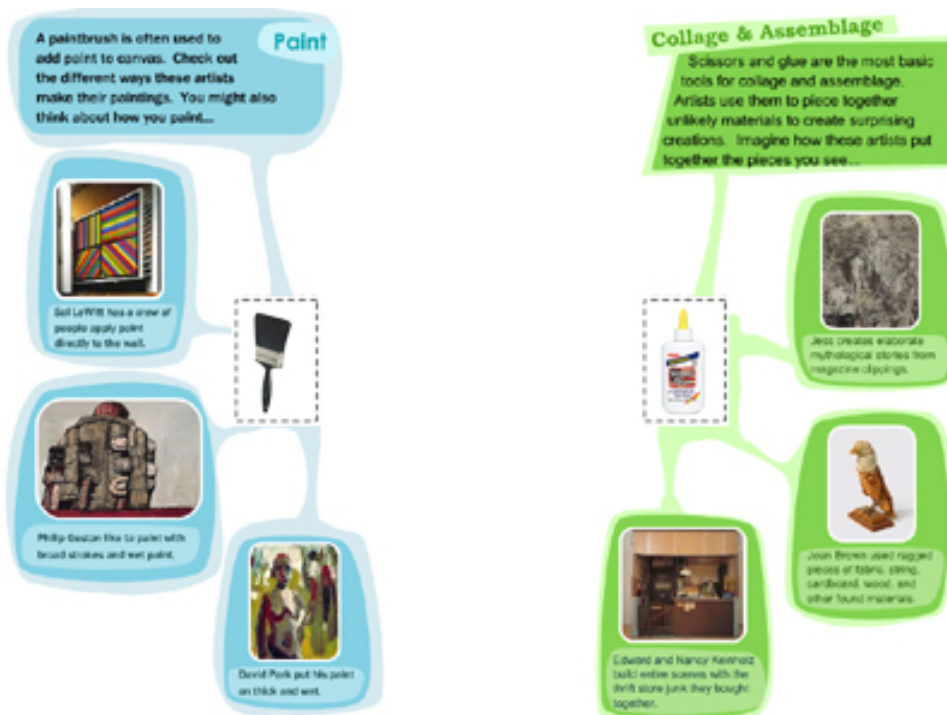 Paint
A paintbrush is often used to
add paint to canvas. Check out
the different ways these artists
make their paintings. You might also
think about how you paint...
Sol LeWitt has a crew of
people apply paint
directly to the wall.
Philip Guston like to paint with
broad strokes and wet paint.
David Park put his paint
on thick and wet.
Collage & Assemblage
Scissors and glue are the most basic
tools for collage and assemblage.
Artists use them to piece together
unlikely materials to create surprising
creations. Imagine how these artists put
together the pieces you see...
Jess creates elaborate
mythological stories from
magazine clippings.
Joan Brown used ragged
pieces of fabric, string,
cardboard, wood, and
other found materials.
Edward and Nancy Keinholz
build entire scenes with the
thrift store junk they bought
together.